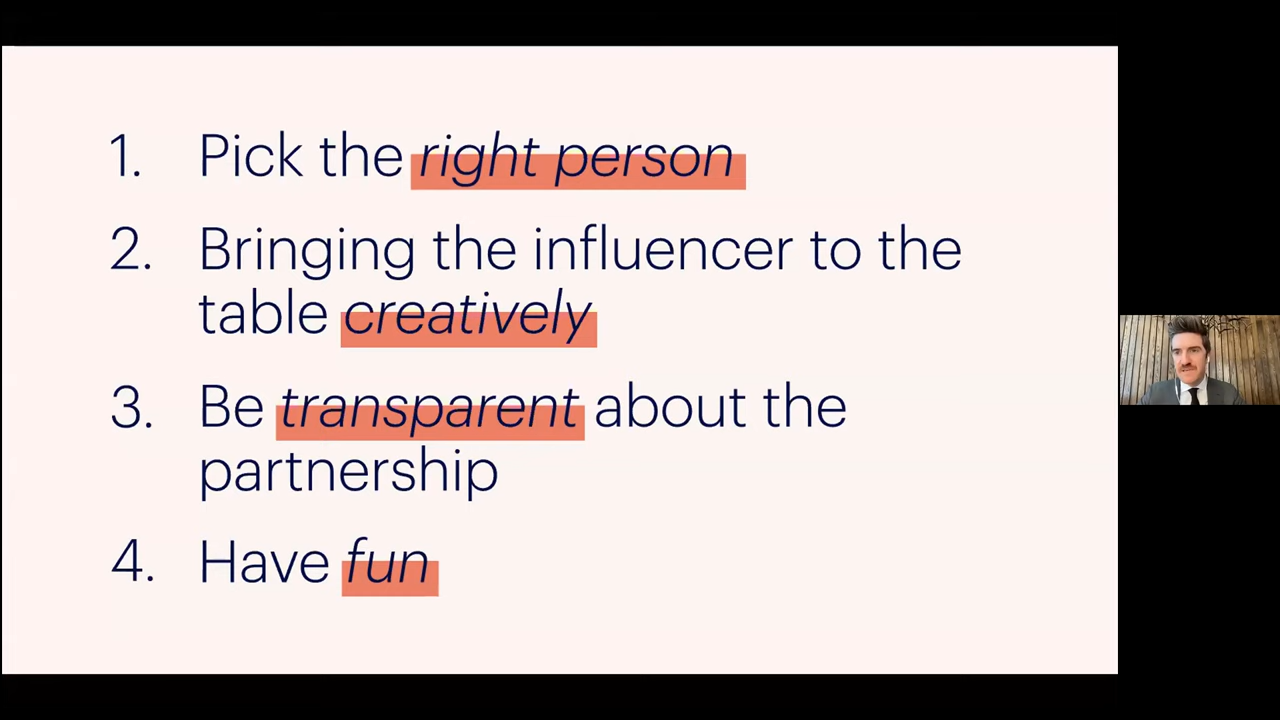 1. Pick the right person
2. Bringing the influencer to the
table creatively
3. Be transparent about the
partnership
4. Have fun